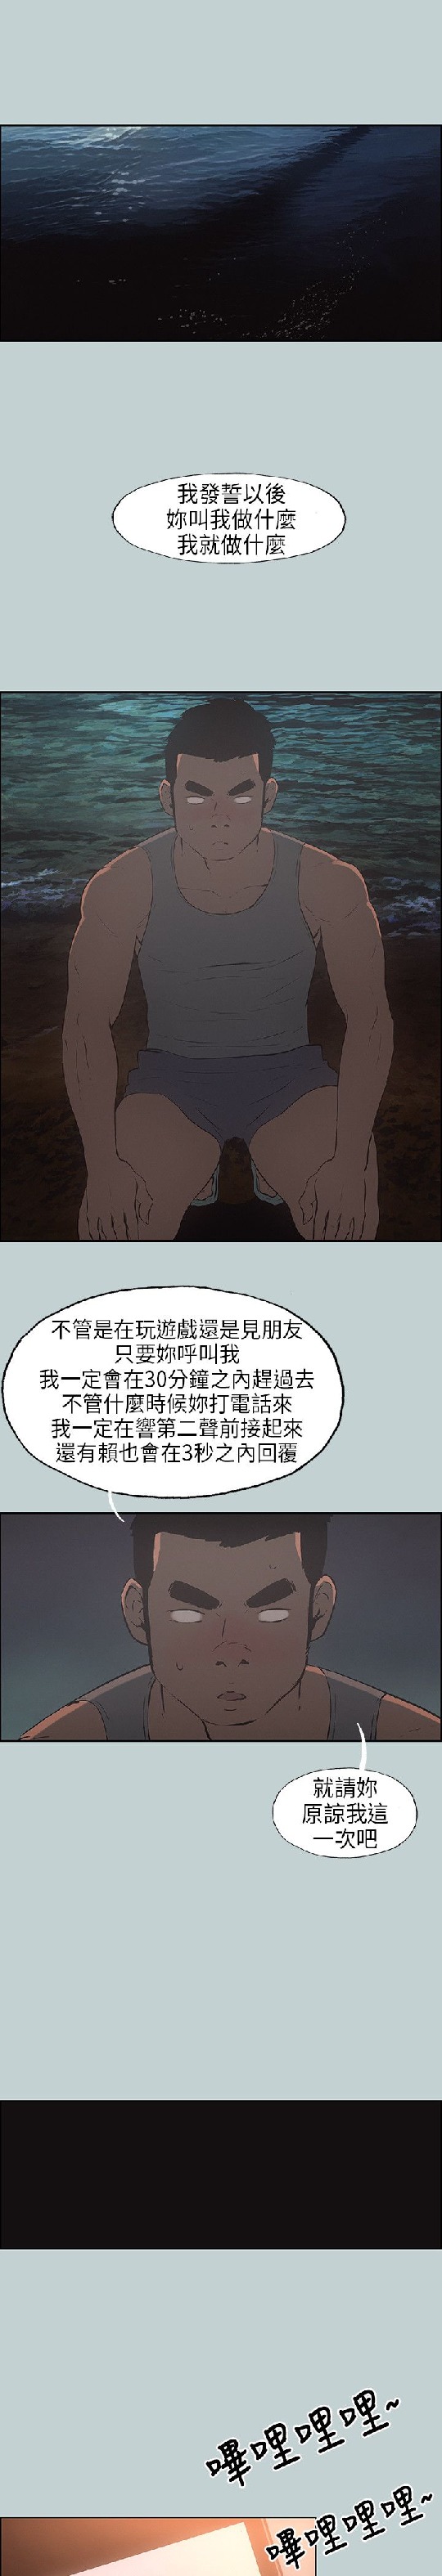 我發誓以後
妳叫我做什麼
我就做什麼
不管是在玩遊戲還是見朋友
只要妳呼叫我
我一定會在30分鐘之內趕過去
不管什麼時候妳打電話來
我一定在響第二聲前接起來
還有賴也會在3秒之內回覆
就請妳
原諒我這
一次吧
嗶哩哩哩~
嗶哩哩哩~